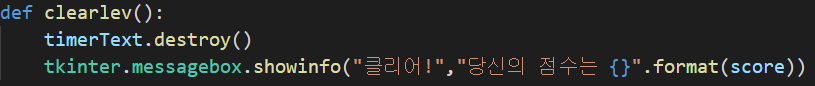 def clearlev():
    timerText.destroy()
    tkinter.messagebox.showinfo("클리어!","당신의 점수는 {}".format(score))